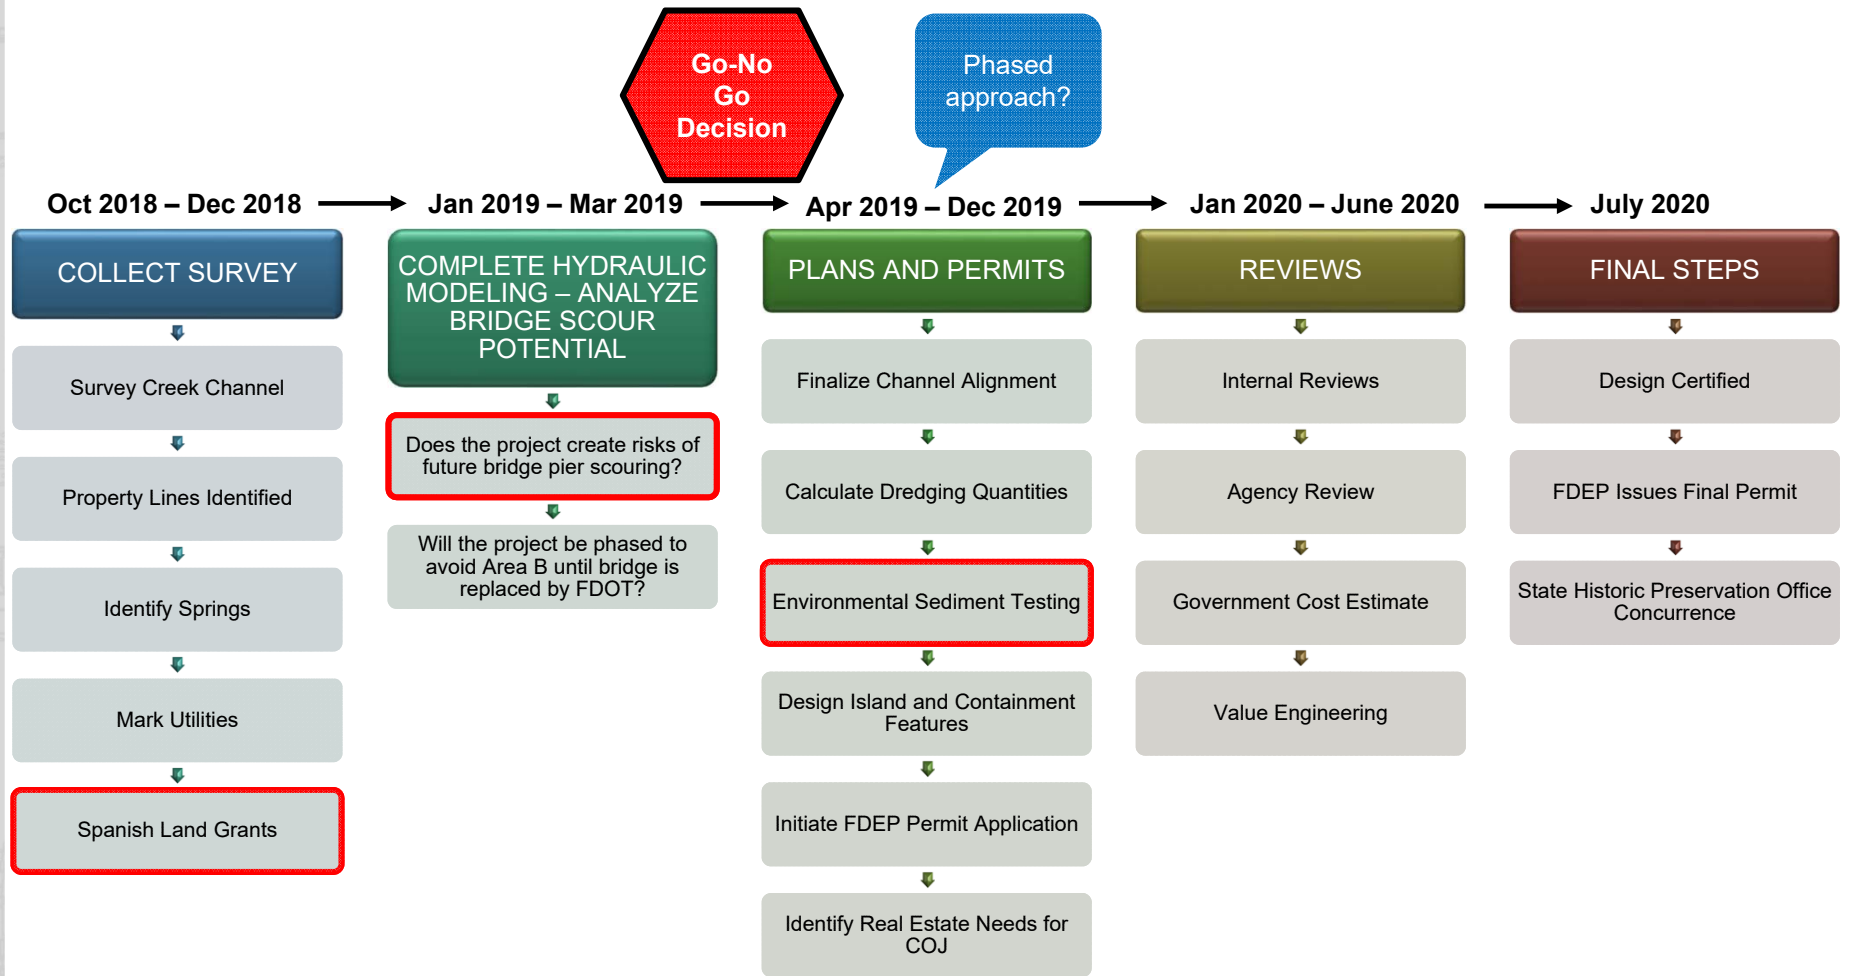 Go-No
Go
Decision
Phased
approach?
Oct 2018 – Dec 2018
Jan 2019 – Mar 2019
Apr 2019 – Dec 2019
Jan 2020 – June 2020
July 2020
COLLECT SURVEY
Survey Creek Channel
Property Lines Identified
Identify Springs
Mark Utilities
Spanish Land Grants
COMPLETE HYDRAULIC
MODELING – ANALYZE
BRIDGE SCOUR
POTENTIAL
Does the project create risks of
future bridge pier scouring?
Will the project be phased to
avoid Area B until bridge is
replaced by FDOT?
PLANS AND PERMITS
Finalize Channel Alignment
Calculate Dredging Quantities
Environmental Sediment Testing
Design Island and Containment
Features
Initiate FDEP Permit Application
Identify Real Estate Needs for
COJ
REVIEWS
Internal Reviews
Agency Review
Government Cost Estimate
Value Engineering
FINAL STEPS
Design Certified
FDEP Issues Final Permit
State Historic Preservation Office
Concurrence